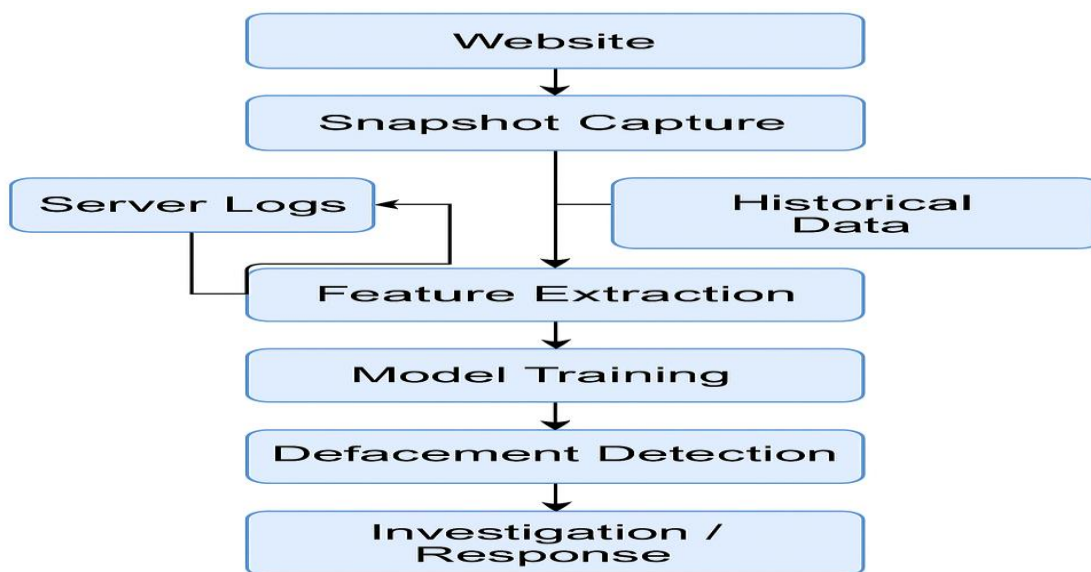 Website
Snapshot Capture
Server Logs
Historical
Data
Feature Extraction
Model Training
Defacement Detection
Investigation /
Response